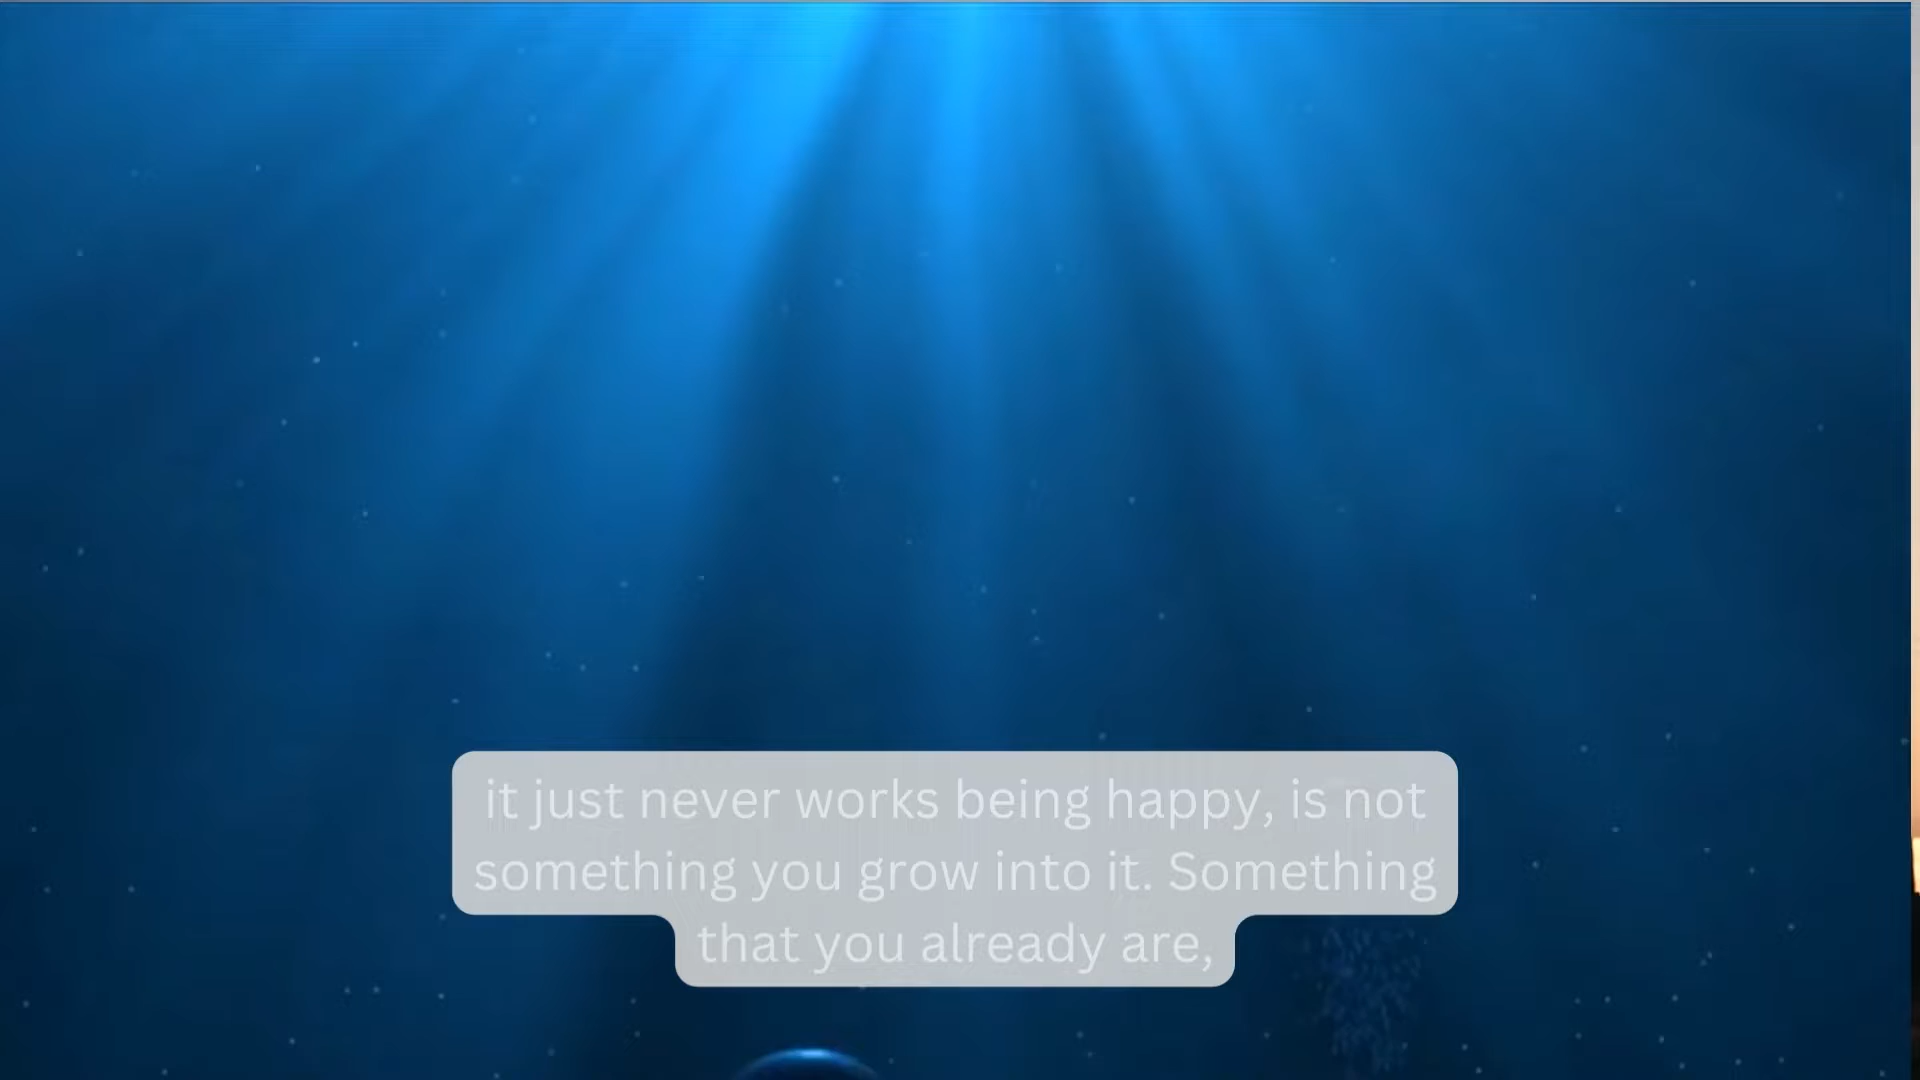 it just never works being happy, is not
something you grow into it. Something
that you already are,